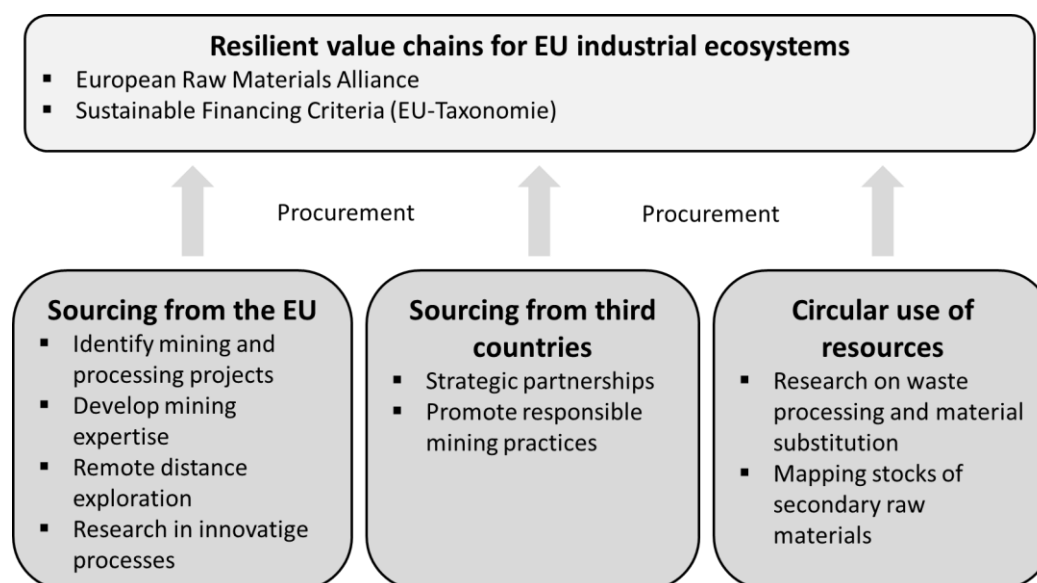 Resilient value chains for EU industrial ecosystems
▪ European Raw Materials Alliance
▪ Sustainable Financing Criteria (EU-Taxonomie)
Procurement
Procurement
Sourcing from the EU
▪ Identify mining and
processing projects
▪ Develop mining
expertise
▪ Remote distance
exploration
▪ Research in innovatige
processes
Sourcing from third
countries
▪ Strategic partnerships
▪ Promote responsible
mining practices
Circular use of
resources
▪ Research on waste
processing and material
substitution
▪ Mapping stocks of
secondary raw
materials